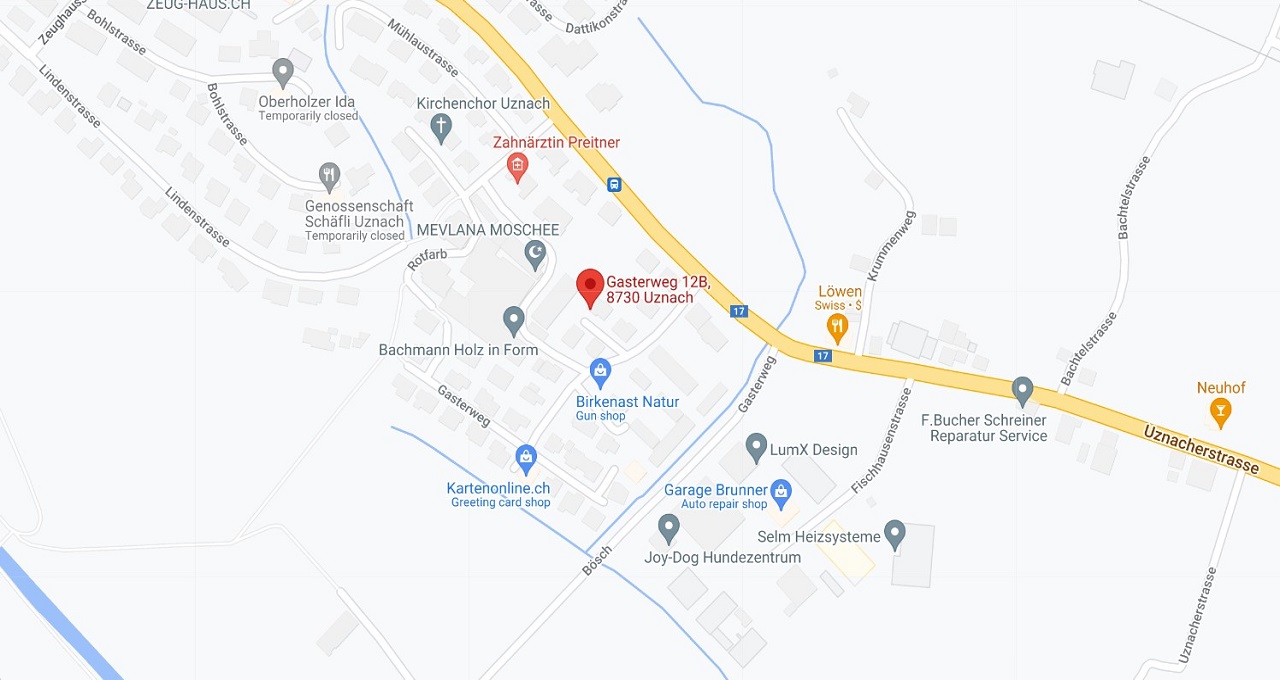 ZEUG-HAUS.CH
Zeughauss
Bohlstrasse
Mühlaustrasse
Dattikonstra
Lindenstrasse
Oberholzer Ida
Temporarily closed
Bohlstrasse
Kirchenchor Uznach
Zahnärztin Preitner
Genossenschaft
Schäfli Uznach
Temporarily closed
Lindenstrasse
MEVLANA MOSCHEE
Rotfarb
Gasterweg 12B,
8730 Uznach
Krummenweg
Bachtelstrasse
Löwen
Swiss • $
17
17
Bachmann Holz in Form
Bachtelstrasse
Gasterweg
Birkenast Natur
Gun shop
Gasterweg
Neuhof
F.Bucher Schreiner
Reparatur Service
Uznacherstrasse
LumX Design
Fischhausenstrasse
Kartenonline.ch
Greeting card shop
Garage Brunner
Auto repair shop
Selm Heizsysteme
Joy-Dog Hundezentrum
Bösch
Uznacherstrasse